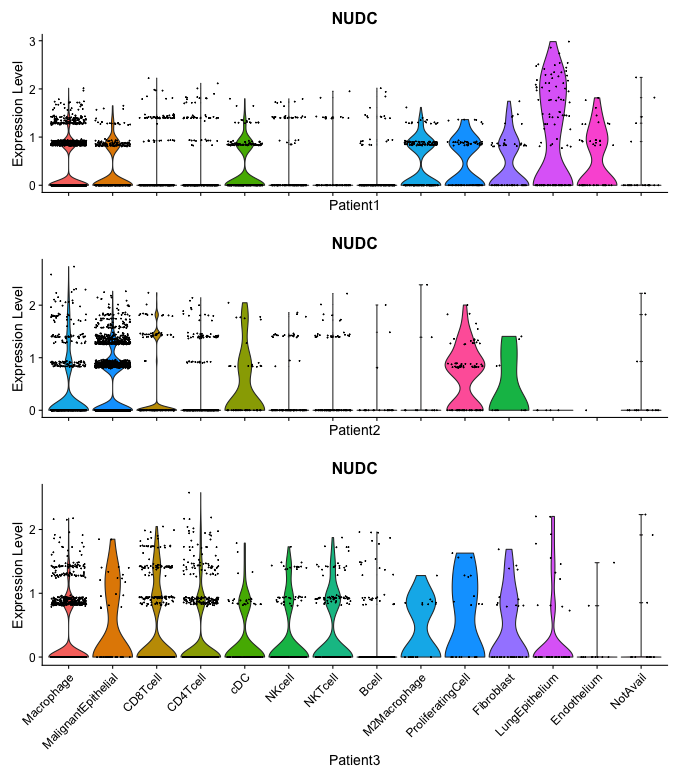 NUDC
Expression Level
3
2
1
0
Patient1
NUDC
Expression Level
2
1
0
Patient2
NUDC
Expression Level
2
1
0
Macrophage
MalignantEpithelial
CD8Tcell
CD4Tcell
cDC
NKcell
NKTcell
Bcell
M2Macrophage
ProliferatingCell
Fibroblast
LungEpithelium
Endothelium
NotAvail
Patient3